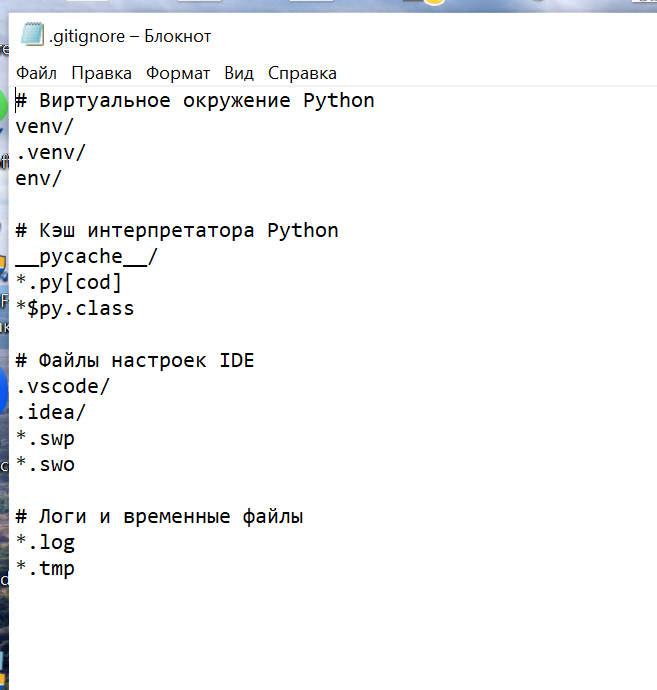 .gitignore – Блокнот
Файл Правка Формат Вид Справка
# Виртуальное окружение Python
venv/
.venv/
env/
# Кэш интерпретатора Python
__pycache__/
*.py[cod]
*$py.class
# Файлы настроек IDE
.vscode/
.idea/
*.swp
*.swo
# Логи и временные файлы
*.log
*.tmp